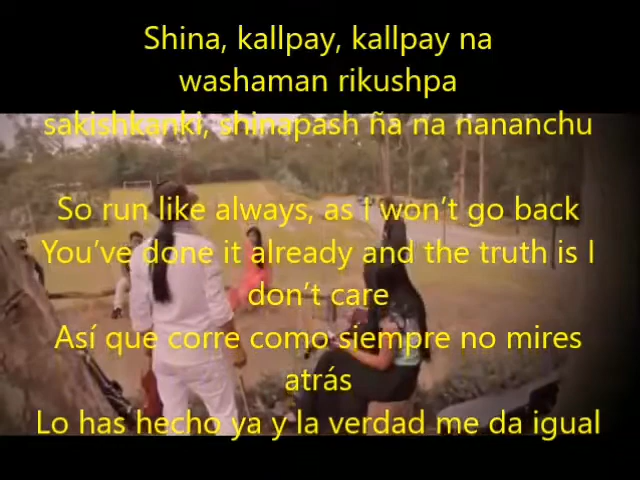 Shina, kallpay, kallpay na
washaman rikushpa
sakishkanki, shinapash ña na nananchu
So run like always, as I won’t go back
You’ve done it already and the truth is I
don’t care
Así que corre como siempre no mires
atrás
Lo has hecho ya y la verdad me da igual